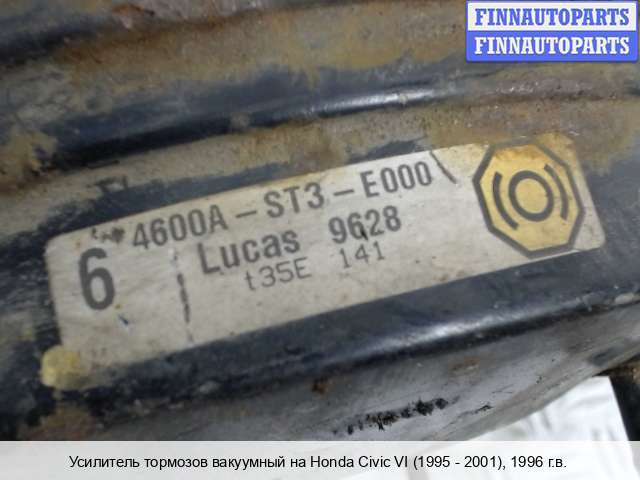 FINNAUTOPARTS
FINNAUTOPARTS
4600A-ST3-E000
6
Lucas 9628
t35E 141
Усилитель тормозов вакуумный на Honda Civic VI (1995 - 2001), 1996 г.в.